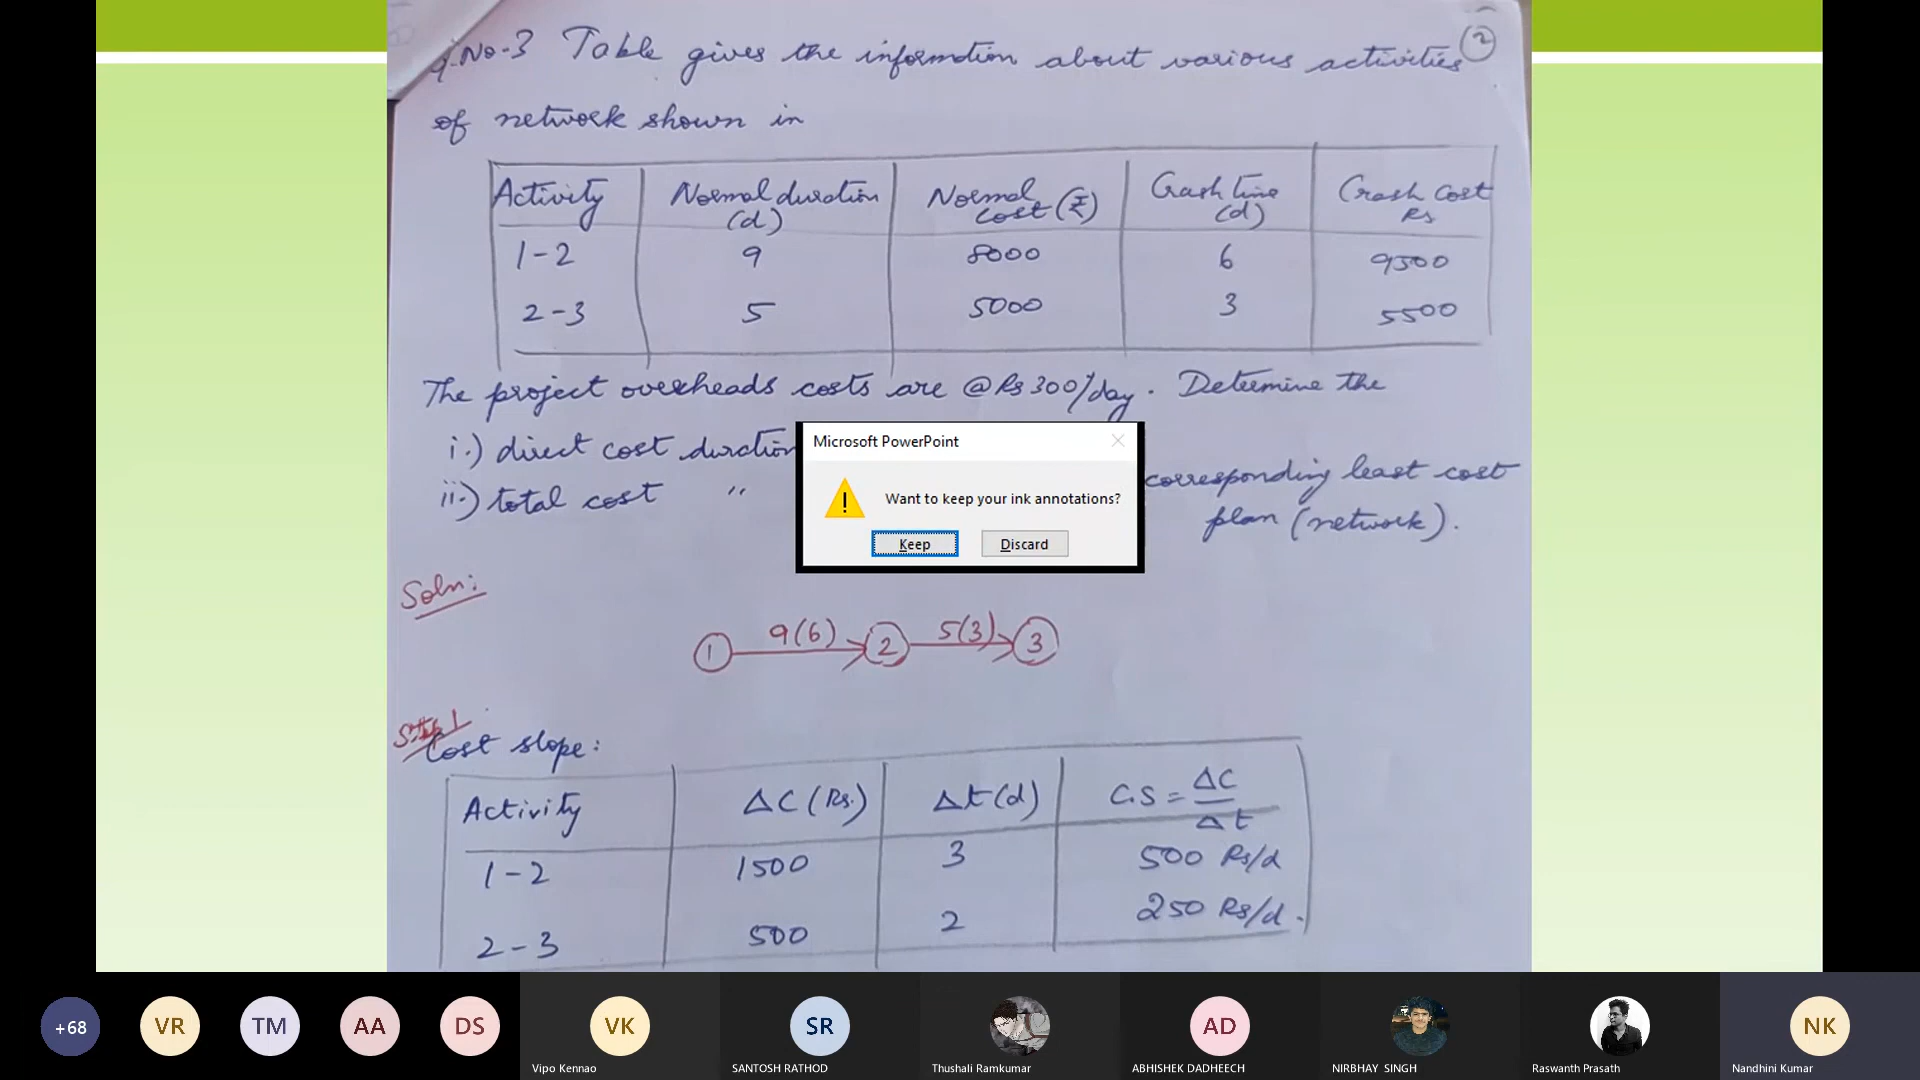 Q.No-3 Table gives the information about various activities (2)
of network shown in
Activity Normal duration (d) Normal cost (₹) Crash time (d) Crash Cost Rs
1-2 9 8000 6 9500
2-3 5 5000 3 5500
The project overheads costs are @ Rs 300/day. Determine the
i.) direct cost duration
ii.) total cost " corresponding least cost
plan (network).
Microsoft PowerPoint
Want to keep your ink annotations?
Keep Discard
Soln:
1 9(6) 2 5(3) 3
Step 1
Cost slope:
Activity ΔC (Rs.) Δt (d) C.S = ΔC/Δt
1-2 1500 3 500 Rs/d
2-3 500 2 250 Rs/d.
+68 VR TM AA DS VK SR AD NK
Vipo Kennao SANTOSH RATHOD Thushali Ramkumar ABHISHEK DADHEECH NIRBHAY SINGH Raswanth Prasath Nandhini Kumar